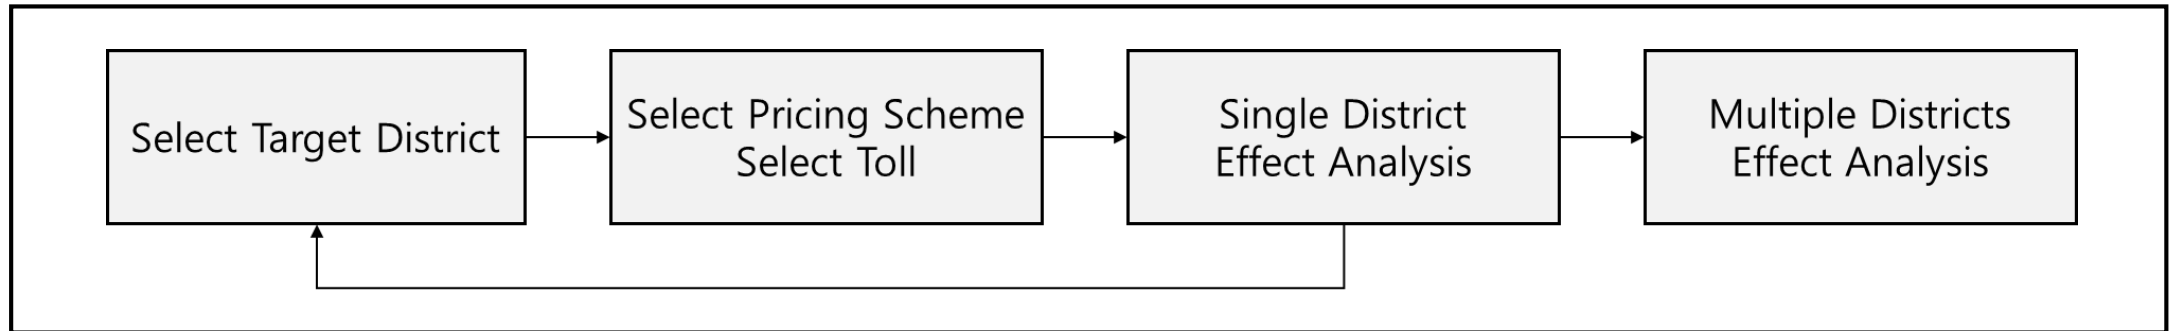 Select Target District
Select Pricing Scheme
Select Toll
Single District
Effect Analysis
Multiple Districts
Effect Analysis